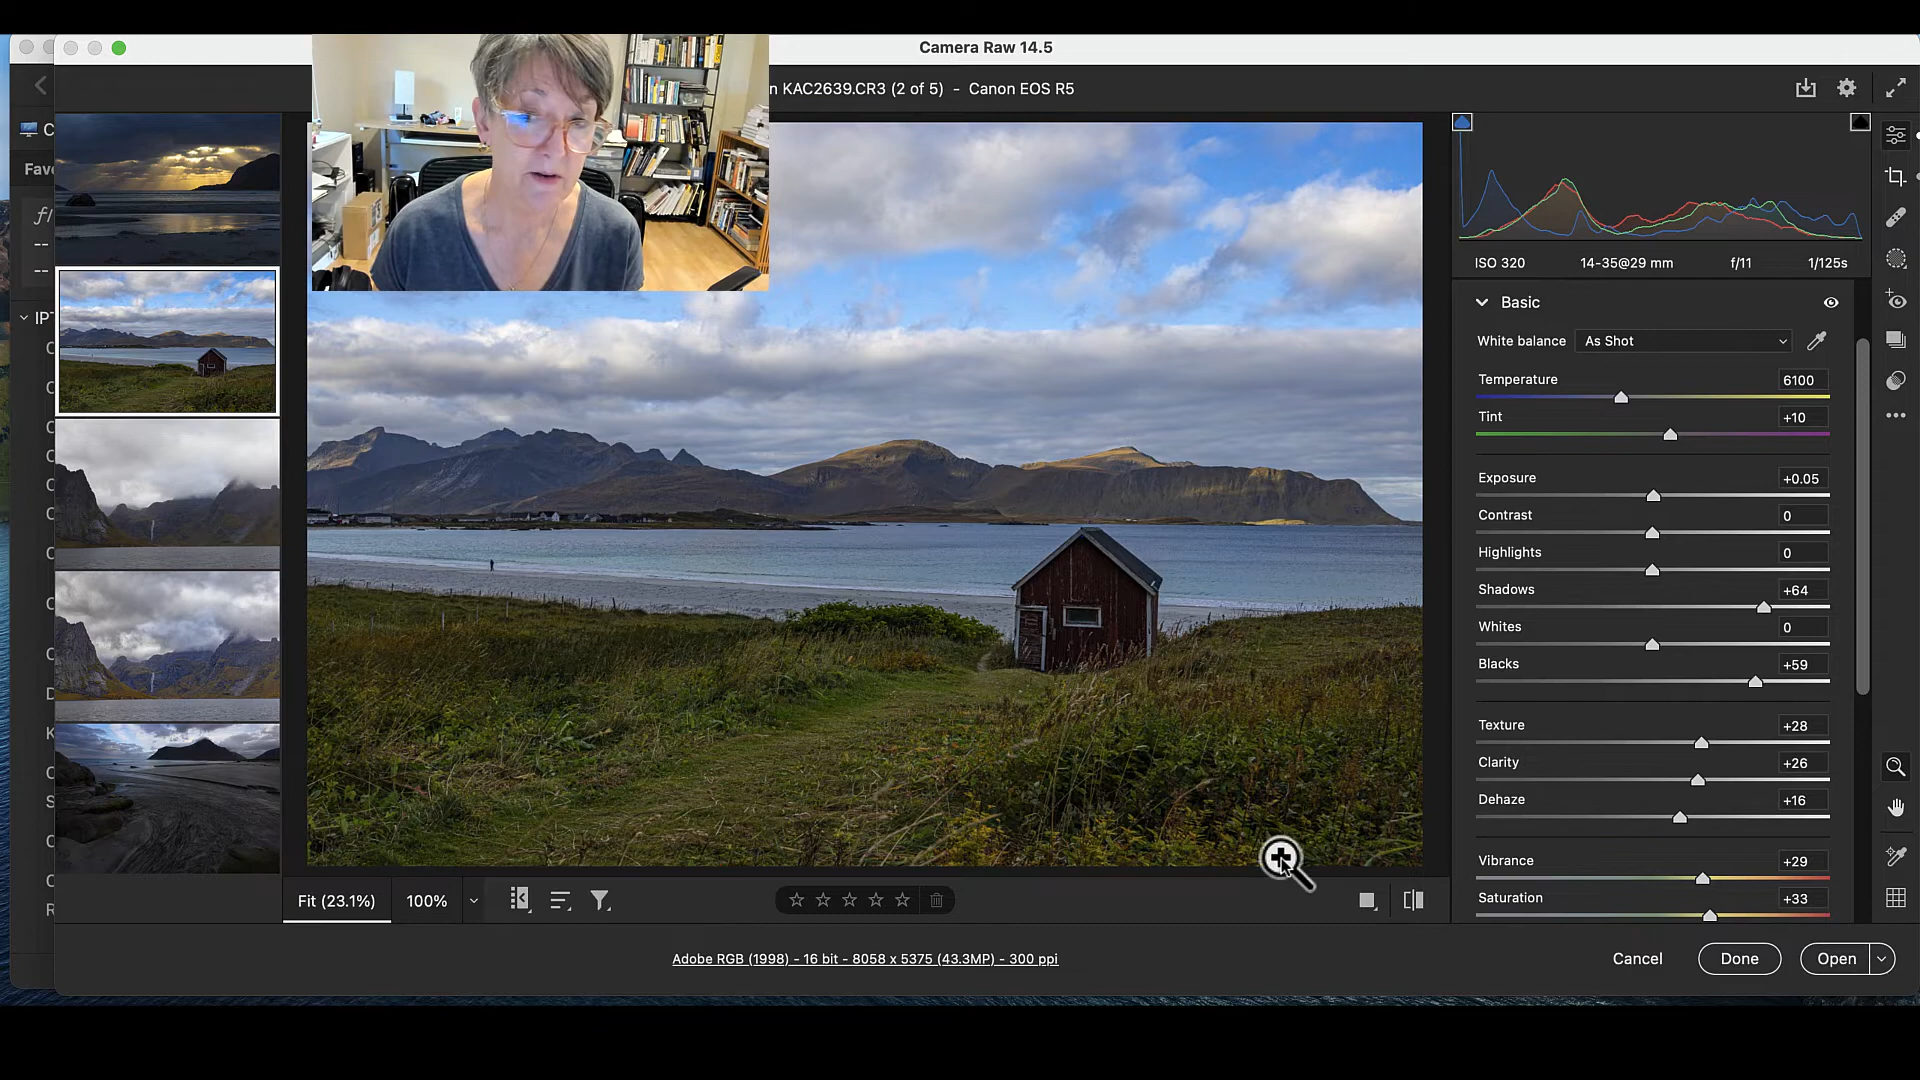 Camera Raw 14.5
n KAC2639.CR3 (2 of 5) - Canon EOS R5
C
Fav
f/
--
--
IPT
ISO 320 14-35@29 mm f/11 1/125s
Basic
White balance As Shot
Temperature 6100
Tint +10
Exposure +0.05
Contrast 0
Highlights 0
Shadows +64
Whites 0
Blacks +59
Texture +28
Clarity +26
Dehaze +16
Vibrance +29
Saturation +33
Fit (23.1%) 100%
Adobe RGB (1998) - 16 bit - 8058 x 5375 (43.3MP) - 300 ppi
Cancel Done Open